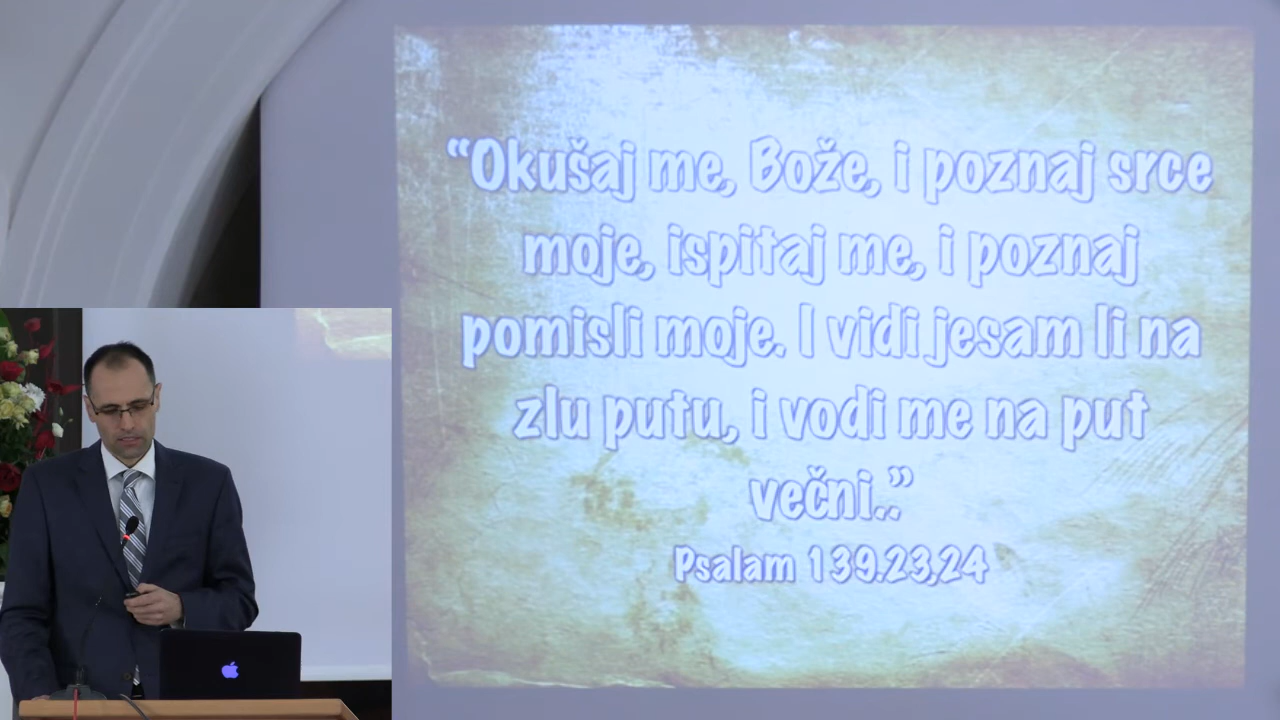 “Okušaj me, Bože, i poznaj srce
moje, ispitaj me, i poznaj
pomisli moje. I vidi jesam li na
zlu putu, i vodi me na put
večni..”
Psalam 139.23,24